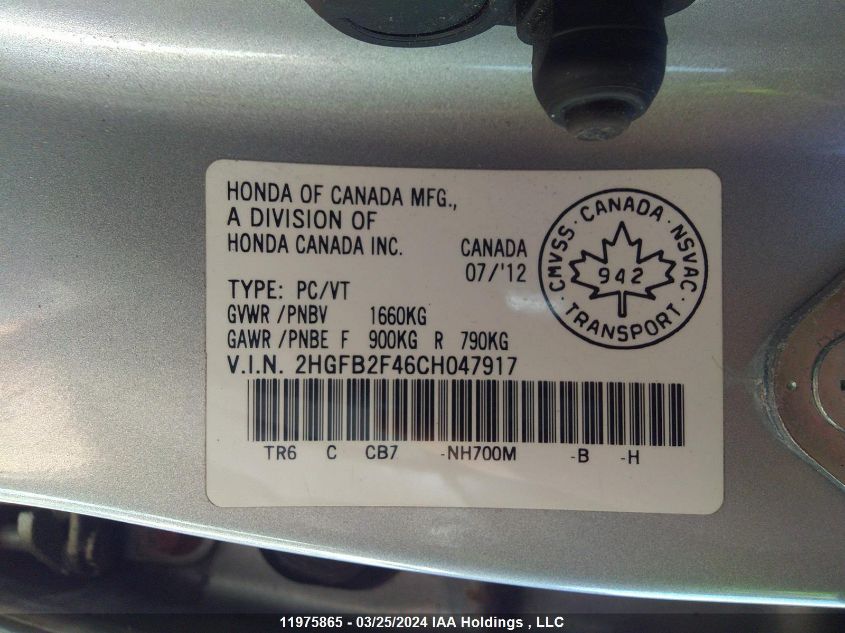 HONDA OF CANADA MFG.,
A DIVISION OF
HONDA CANADA INC. CANADA
07/'12
TYPE: PC/VT
GVWR /PNBV 1660KG
GAWR /PNBE F 900KG R 790KG
V.I.N. 2HGFB2F46CH047917
TR6 C CB7 -NH700M -B -H
CMVSS · CANADA · NSVAC
942
· TRANSPORT ·
11975865 - 03/25/2024 IAA Holdings , LLC